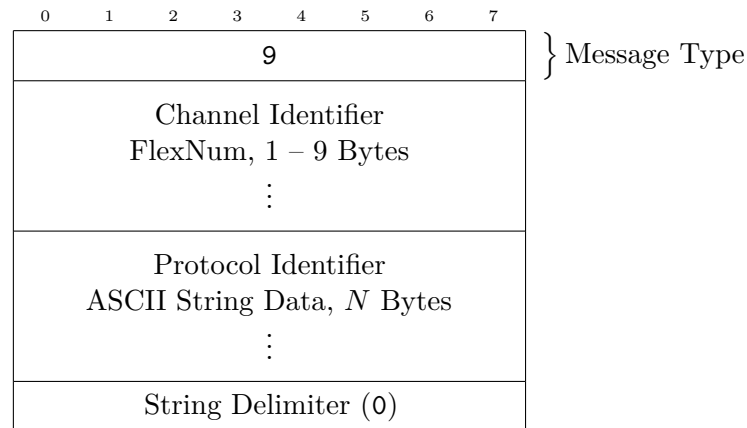 0 1 2 3 4 5 6 7
9
Message Type
Channel Identifier
FlexNum, 1 – 9 Bytes
⋮
Protocol Identifier
ASCII String Data, N Bytes
⋮
String Delimiter (0)